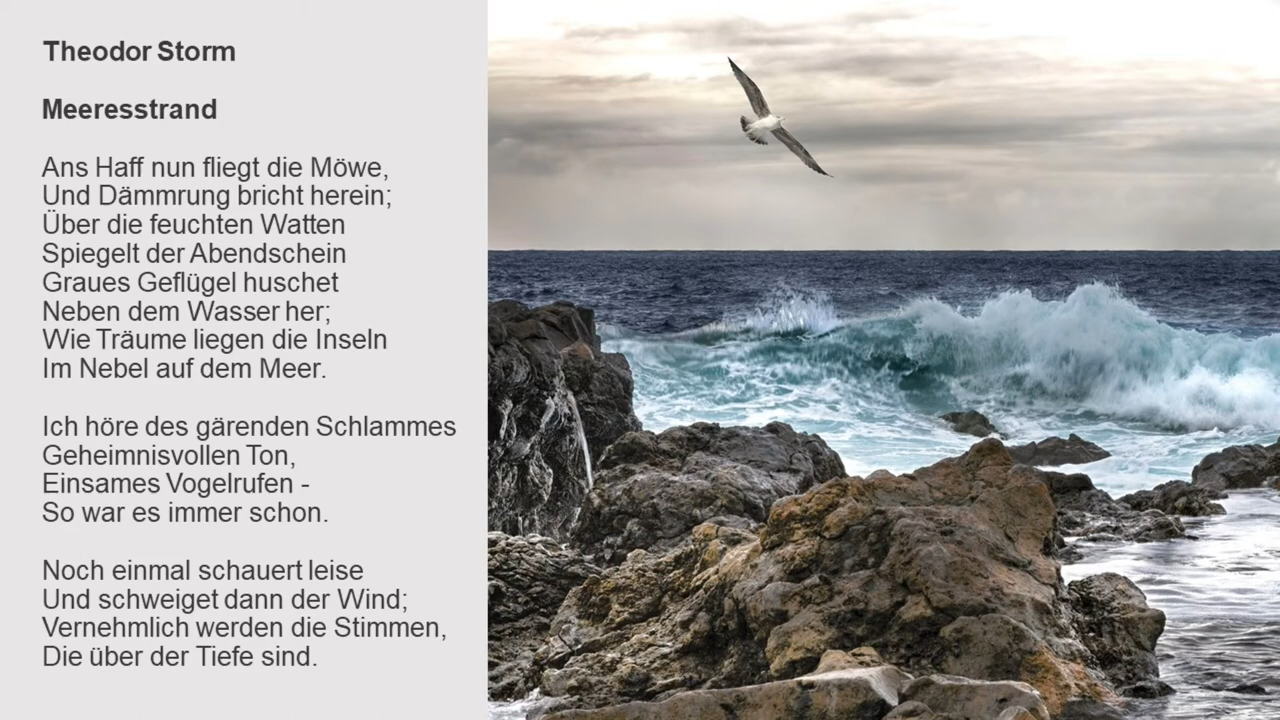 Theodor Storm
Meeresstrand
Ans Haff nun fliegt die Möwe,
Und Dämmrung bricht herein;
Über die feuchten Watten
Spiegelt der Abendschein
Graues Geflügel huschet
Neben dem Wasser her;
Wie Träume liegen die Inseln
Im Nebel auf dem Meer.
Ich höre des gärenden Schlammes
Geheimnisvollen Ton,
Einsames Vogelrufen -
So war es immer schon.
Noch einmal schauert leise
Und schweiget dann der Wind;
Vernehmlich werden die Stimmen,
Die über der Tiefe sind.